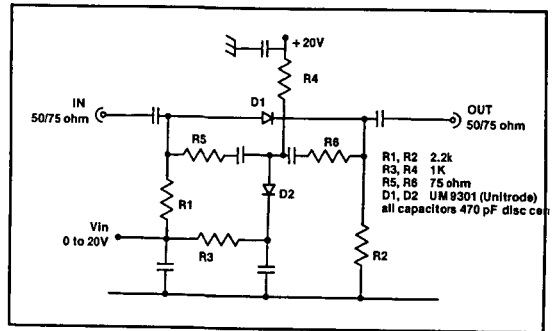 + 20V
R4
IN
50/75 ohm
D1
OUT
50/75 ohm
R5
R6
R1, R2 2.2k
R3, R4 1K
R5, R6 75 ohm
D1, D2 UM 9301 (Unitrode)
all capacitors 470 pF disc
D2
R1
Vin
0 to 20V
R3
R2